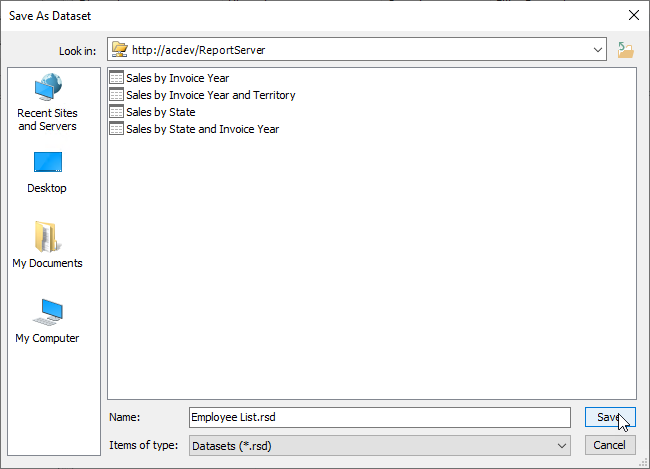 Save As Dataset
Look in:
http://acdev/ReportServer
Recent Sites
and Servers
Desktop
My Documents
My Computer
Sales by Invoice Year
Sales by Invoice Year and Territory
Sales by State
Sales by State and Invoice Year
Name:
Employee List.rsd
Save
Items of type:
Datasets (*.rsd)
Cancel